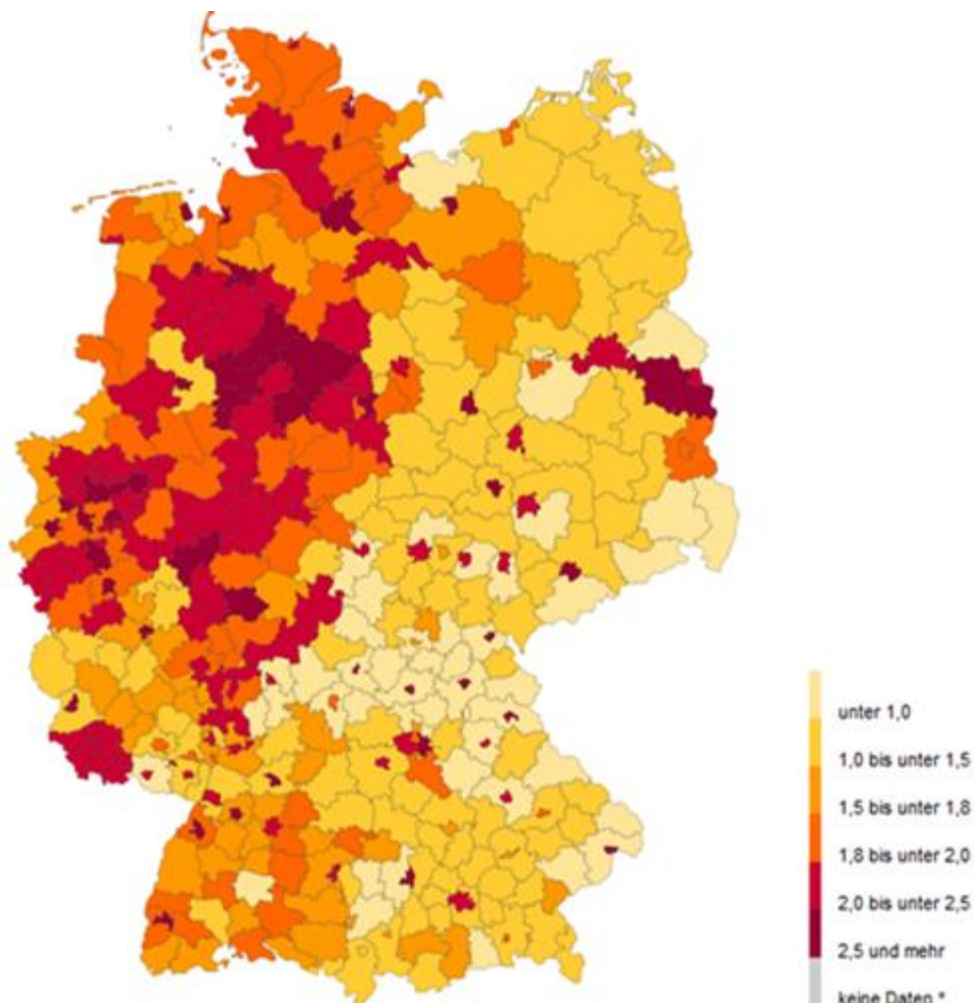 unter 1,0
1,0 bis unter 1,5
1,5 bis unter 1,8
1,8 bis unter 2,0
2,0 bis unter 2,5
2,5 und mehr
keine Daten *